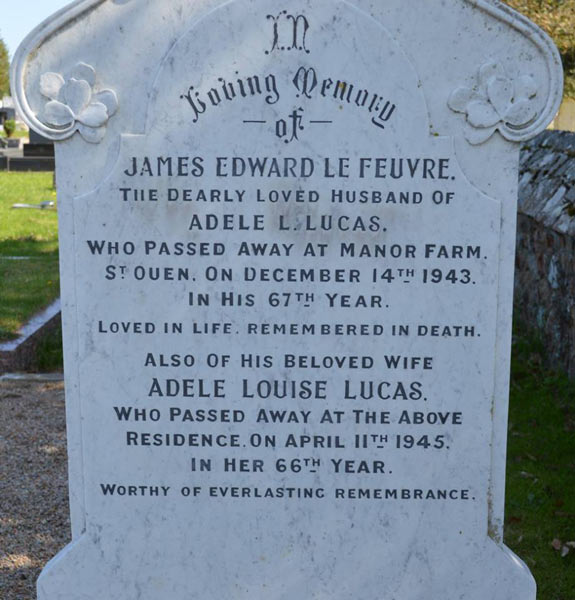 In
Loving Memory
of
JAMES EDWARD LE FEUVRE.
THE DEARLY LOVED HUSBAND OF
ADELE L. LUCAS.
WHO PASSED AWAY AT MANOR FARM.
ST OUEN, ON DECEMBER 14TH 1943.
IN HIS 67TH YEAR.
LOVED IN LIFE, REMEMBERED IN DEATH.
ALSO OF HIS BELOVED WIFE
ADELE LOUISE LUCAS.
WHO PASSED AWAY AT THE ABOVE
RESIDENCE, ON APRIL 11TH 1945.
IN HER 66TH YEAR.
WORTHY OF EVERLASTING REMEMBRANCE.